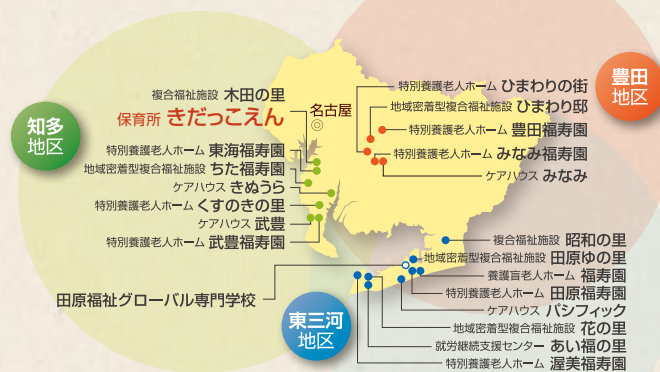 知多
地区
複合福祉施設 木田の里
保育所 きだっこえん
特別養護老人ホーム 東海福寿園
地域密着型複合福祉施設 ちた福寿園
ケアハウス きぬうら
特別養護老人ホーム くすのきの里
ケアハウス 武豊
特別養護老人ホーム 武豊福寿園
田原福祉グローバル専門学校
名古屋
豊田
地区
特別養護老人ホーム ひまわりの街
地域密着型複合福祉施設 ひまわり邸
特別養護老人ホーム 豊田福寿園
特別養護老人ホーム みなみ福寿園
ケアハウス みなみ
東三河
地区
複合福祉施設 昭和の里
地域密着型複合福祉施設 田原ゆの里
養護盲老人ホーム 福寿園
特別養護老人ホーム 田原福寿園
ケアハウス パシフィック
地域密着型複合福祉施設 花の里
就労継続支援センター あい福の里
特別養護老人ホーム 渥美福寿園